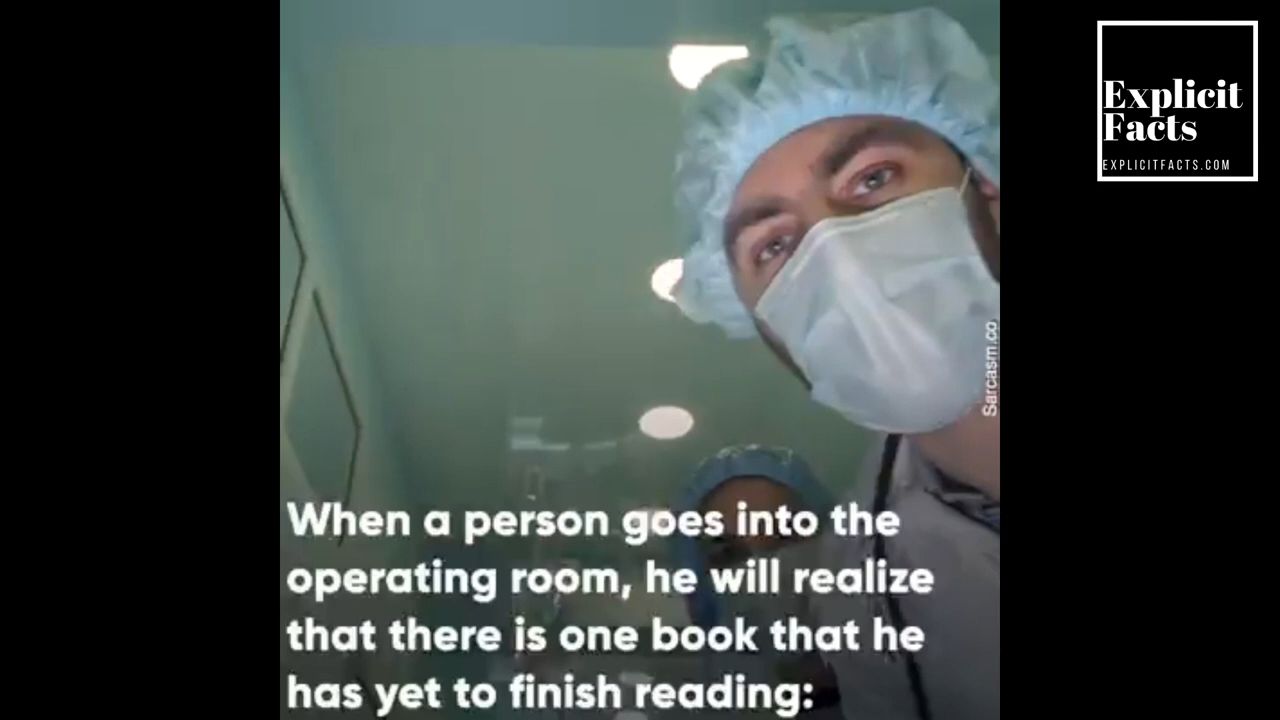 Explicit
Facts
EXPLICITFACTS.COM
Sarcasm.co
When a person goes into the
operating room, he will realize
that there is one book that he
has yet to finish reading: